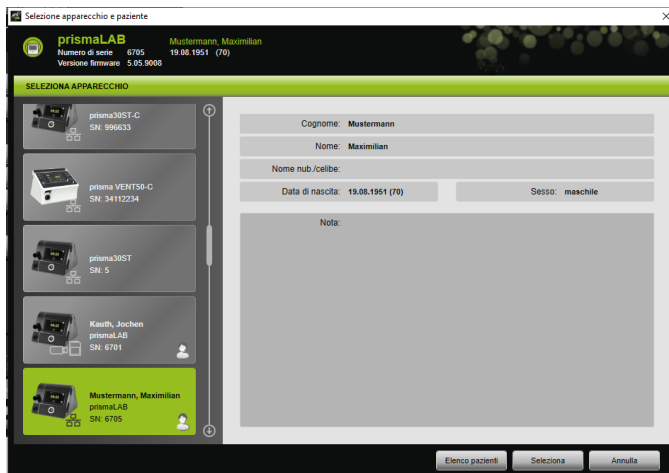 Selezione apparecchio e paziente
prismaLAB
Mustermann, Maximilian
Numero di serie 6705
19.08.1951 (70)
Versione firmware 5.05.9008
SELEZIONA APPARECCHIO
prisma30ST-C
SN: 996633
prisma VENT50-C
SN: 34112234
prisma30ST
SN: 5
Kauth, Jochen
prismaLAB
SN: 6701
Mustermann, Maximilian
prismaLAB
SN: 6705
Cognome: Mustermann
Nome: Maximilian
Nome nub./celibe:
Data di nascita: 19.08.1951 (70)
Sesso: maschile
Nota:
Elenco pazienti
Seleziona
Annulla